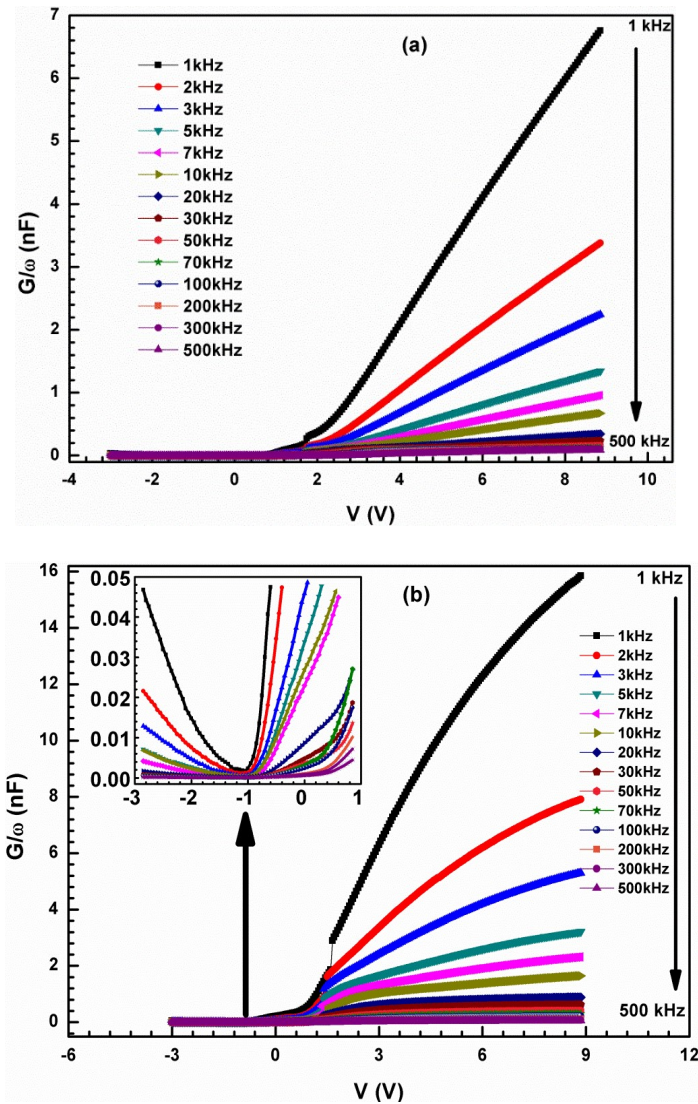 (a)
1 kHz
1kHz
2kHz
3kHz
5kHz
7kHz
10kHz
20kHz
30kHz
50kHz
70kHz
100kHz
200kHz
300kHz
500kHz
500 kHz
7
6
5
4
3
2
1
0
G/ω (nF)
-4 -2 0 2 4 6 8 10
V (V)
(b)
1 kHz
1kHz
2kHz
3kHz
5kHz
7kHz
10kHz
20kHz
30kHz
50kHz
70kHz
100kHz
200kHz
300kHz
500kHz
500 kHz
0.05
0.04
0.03
0.02
0.01
0.00
-3 -2 -1 0 1
16
14
12
10
8
6
4
2
0
G/ω (nF)
-6 -3 0 3 6 9 12
V (V)